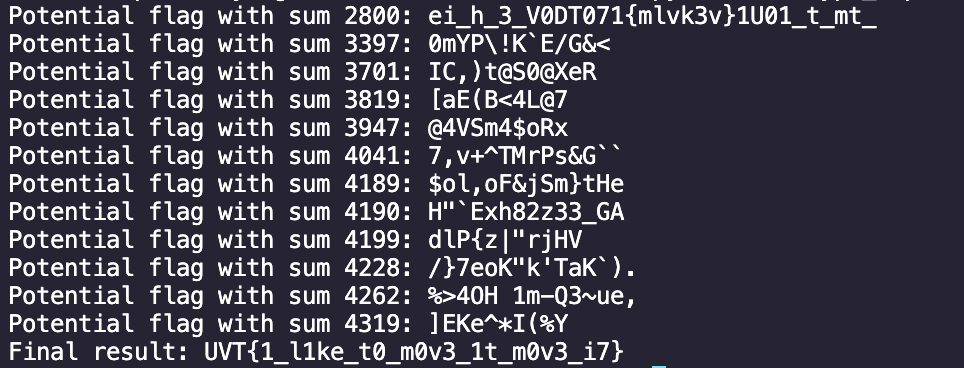 Potential flag with sum 2800: ei_h_3_V0DT071{mlvk3v}1U01_t_mt_
Potential flag with sum 3397: 0mYP\!K`E/G&<
Potential flag with sum 3701: IC,)t@S0@XeR
Potential flag with sum 3819: [aE(B<4L@7
Potential flag with sum 3947: @4VSm4$oRx
Potential flag with sum 4041: 7,v+^TMrPs&G``
Potential flag with sum 4189: $ol,oF&jSm}tHe
Potential flag with sum 4190: H"`Exh82z33_GA
Potential flag with sum 4199: dlP{z|"rjHV
Potential flag with sum 4228: /}7eoK"k'TaK`).
Potential flag with sum 4262: %>4OH 1m-Q3~ue,
Potential flag with sum 4319: ]EKe^*I(%Y
Final result: UVT{1_l1ke_t0_m0v3_1t_m0v3_i7}